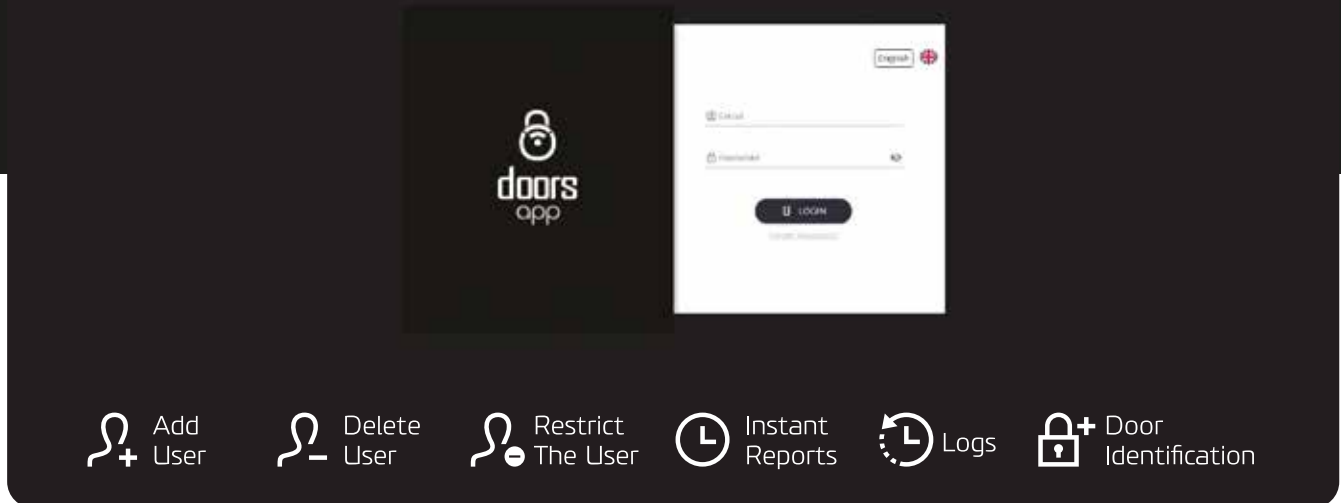 English
doors
app
LOGIN
Add
User
Delete
User
Restrict
The User
Instant
Reports
Logs
Door
Identification